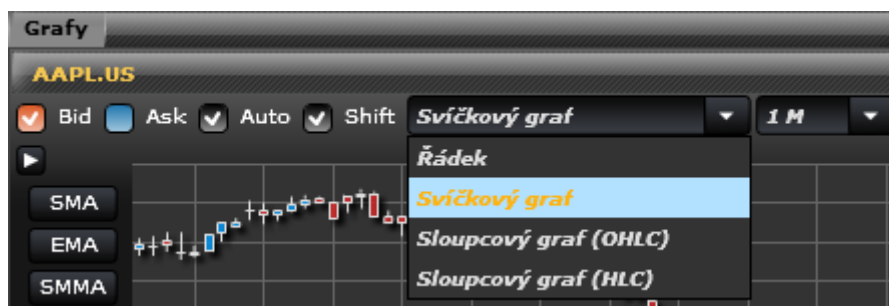 Grafy
AAPL.US
Bid Ask Auto Shift Svíčkový graf 1 M
Řádek
SMA
Svíčkový graf
EMA
Sloupcový graf (OHLC)
SMMA
Sloupcový graf (HLC)